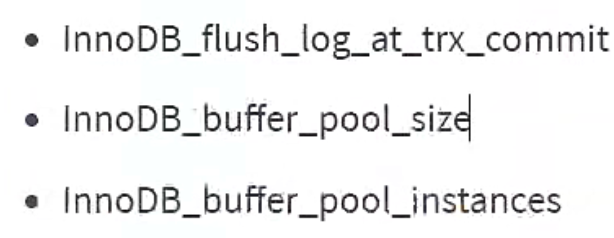 • InnoDB_flush_log_at_trx_commit
• InnoDB_buffer_pool_size
• InnoDB_buffer_pool_instances